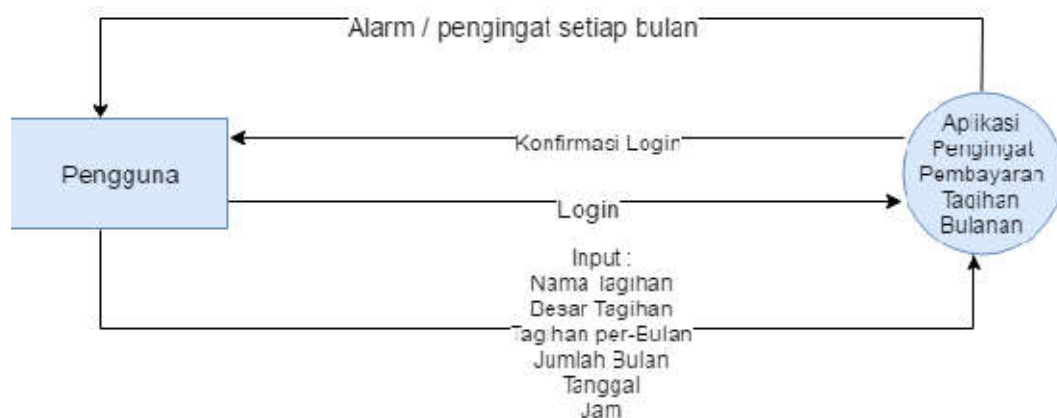 Alarm / pengingat setiap bulan
Konfirmasi Login
Pengguna
Aplikasi
Pengingat
Pembayaran
Tagihan
Bulanan
Login
Input :
Nama Tagihan
Besar Tagihan
Tagihan per-Bulan
Jumlah Bulan
Tanggal
Jam